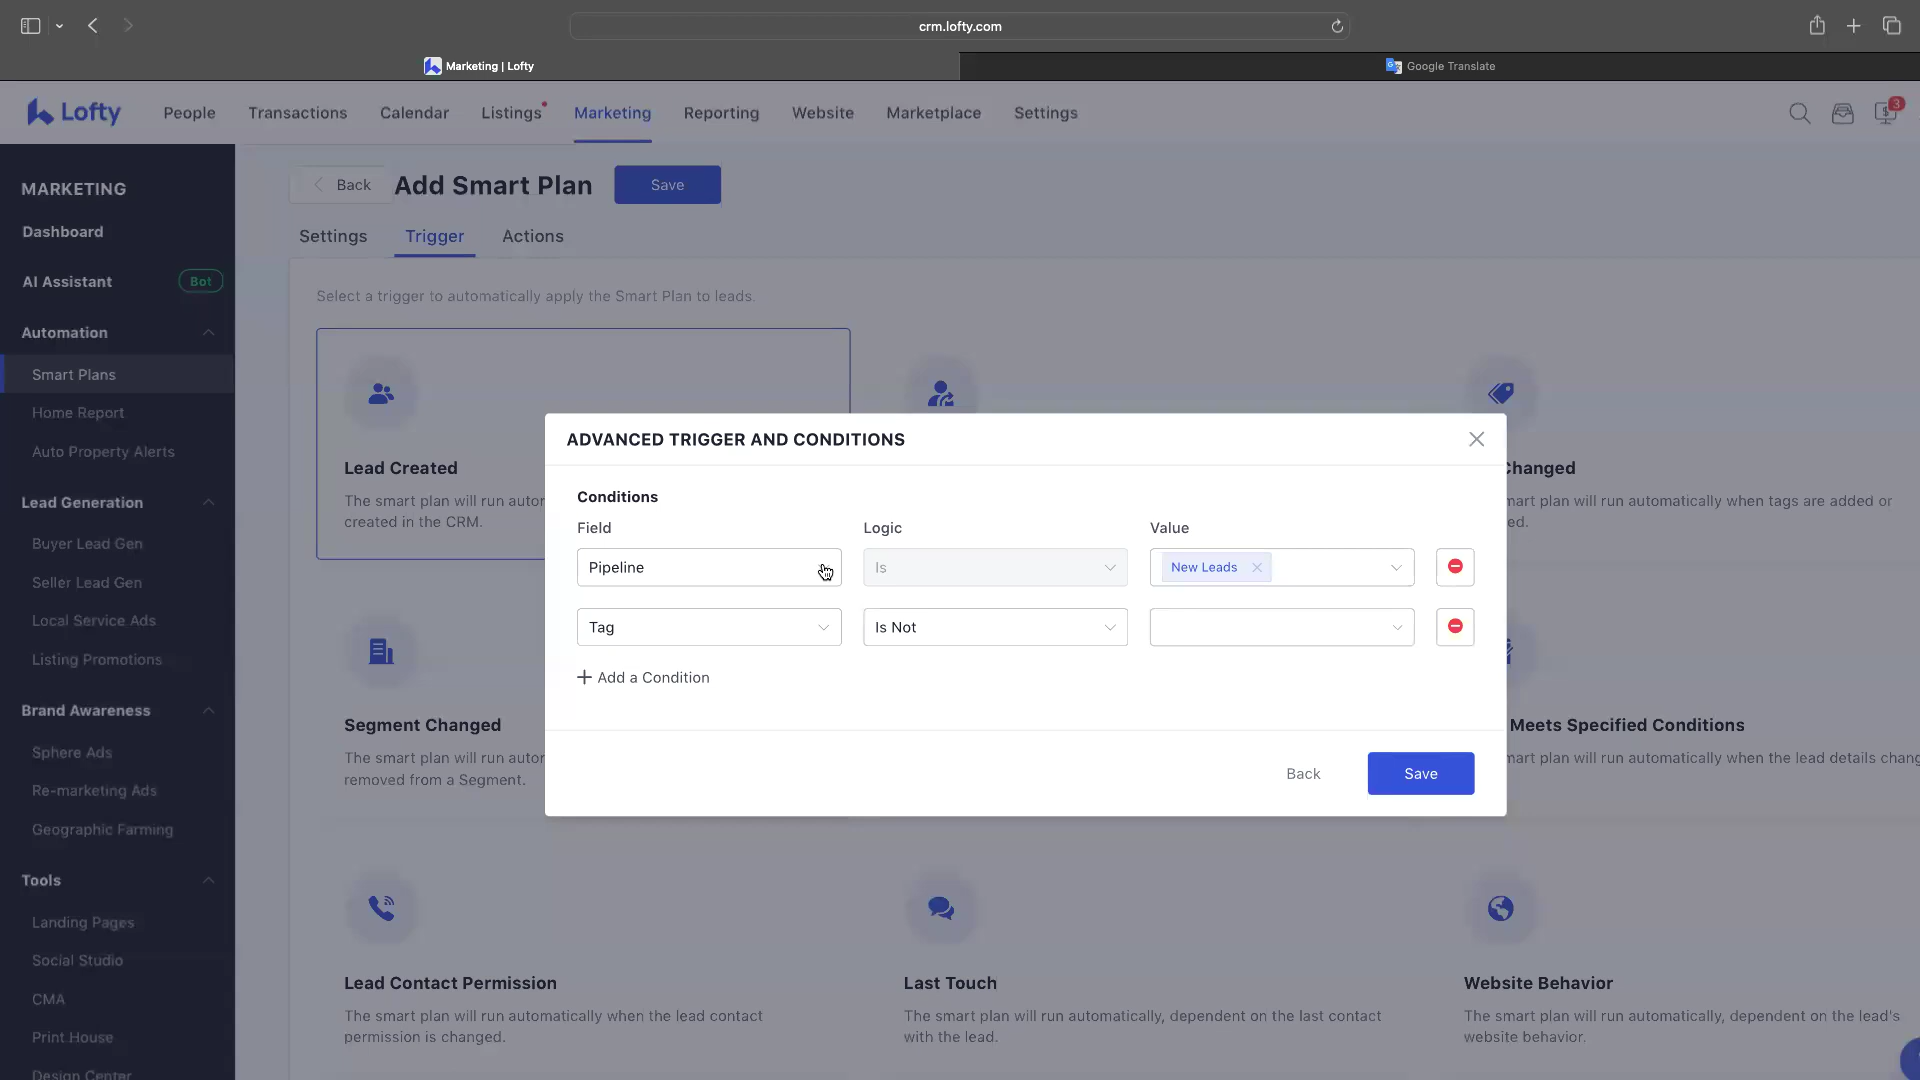 crm.lofty.com
Marketing | Lofty
Google Translate
Lofty
People
Transactions
Calendar
Listings
Marketing
Reporting
Website
Marketplace
Settings
3
MARKETING
Dashboard
AI Assistant
Bot
Automation
Smart Plans
Home Report
Auto Property Alerts
Lead Generation
Buyer Lead Gen
Seller Lead Gen
Local Service Ads
Listing Promotions
Brand Awareness
Sphere Ads
Re-marketing Ads
Geographic Farming
Tools
Landing Pages
Social Studio
CMA
Print House
Design Center
Back
Add Smart Plan
Save
Settings
Trigger
Actions
Select a trigger to automatically apply the Smart Plan to leads.
Lead Created
The smart plan will run
created in the CRM.
Changed
plan will run automatically when tags are added or
Segment Changed
The smart plan will run
removed from a Segment.
Meets Specified Conditions
plan will run automatically when the lead details
ADVANCED TRIGGER AND CONDITIONS
Conditions
Field
Logic
Value
Pipeline
Is
New Leads
Tag
Is Not
Add a Condition
Back
Save
Lead Contact Permission
The smart plan will run automatically when the lead contact
permission is changed.
Last Touch
The smart plan will run automatically, dependent on the last contact
with the lead.
Website Behavior
The smart plan will run automatically, dependent on the lead's
website behavior.